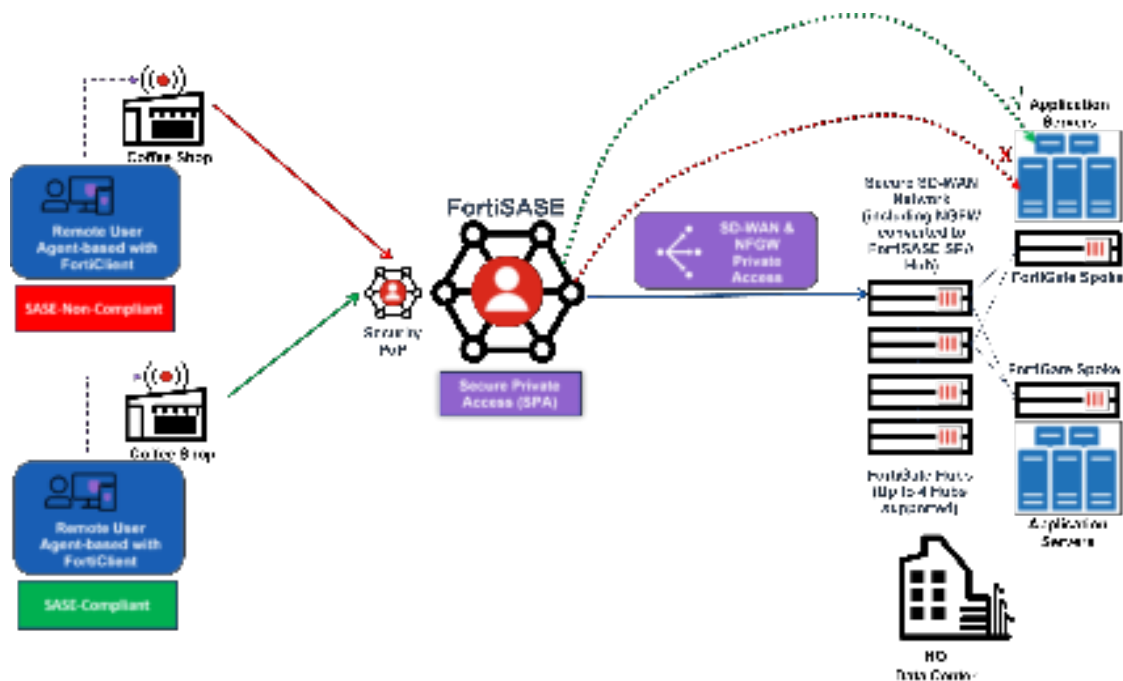 Coffee Shop
Remote User
Agent-based with
FortiClient
SASE-Non-Compliant
Coffee Shop
Remote User
Agent-based with
FortiClient
SASE-Compliant
Security
PoP
FortiSASE
Secure Private
Access (SPA)
SD-WAN &
NFGW
Private
Access
Secure SD-WAN
Network
(including NGFW
converted to
FortiSASE SPA
Hub)
FortiGate Hubs
(Up to 4 Hubs
supported)
X
Application
Servers
FortiGate Spoke
FortiGate Spoke
Application
Servers
HQ
Data Center